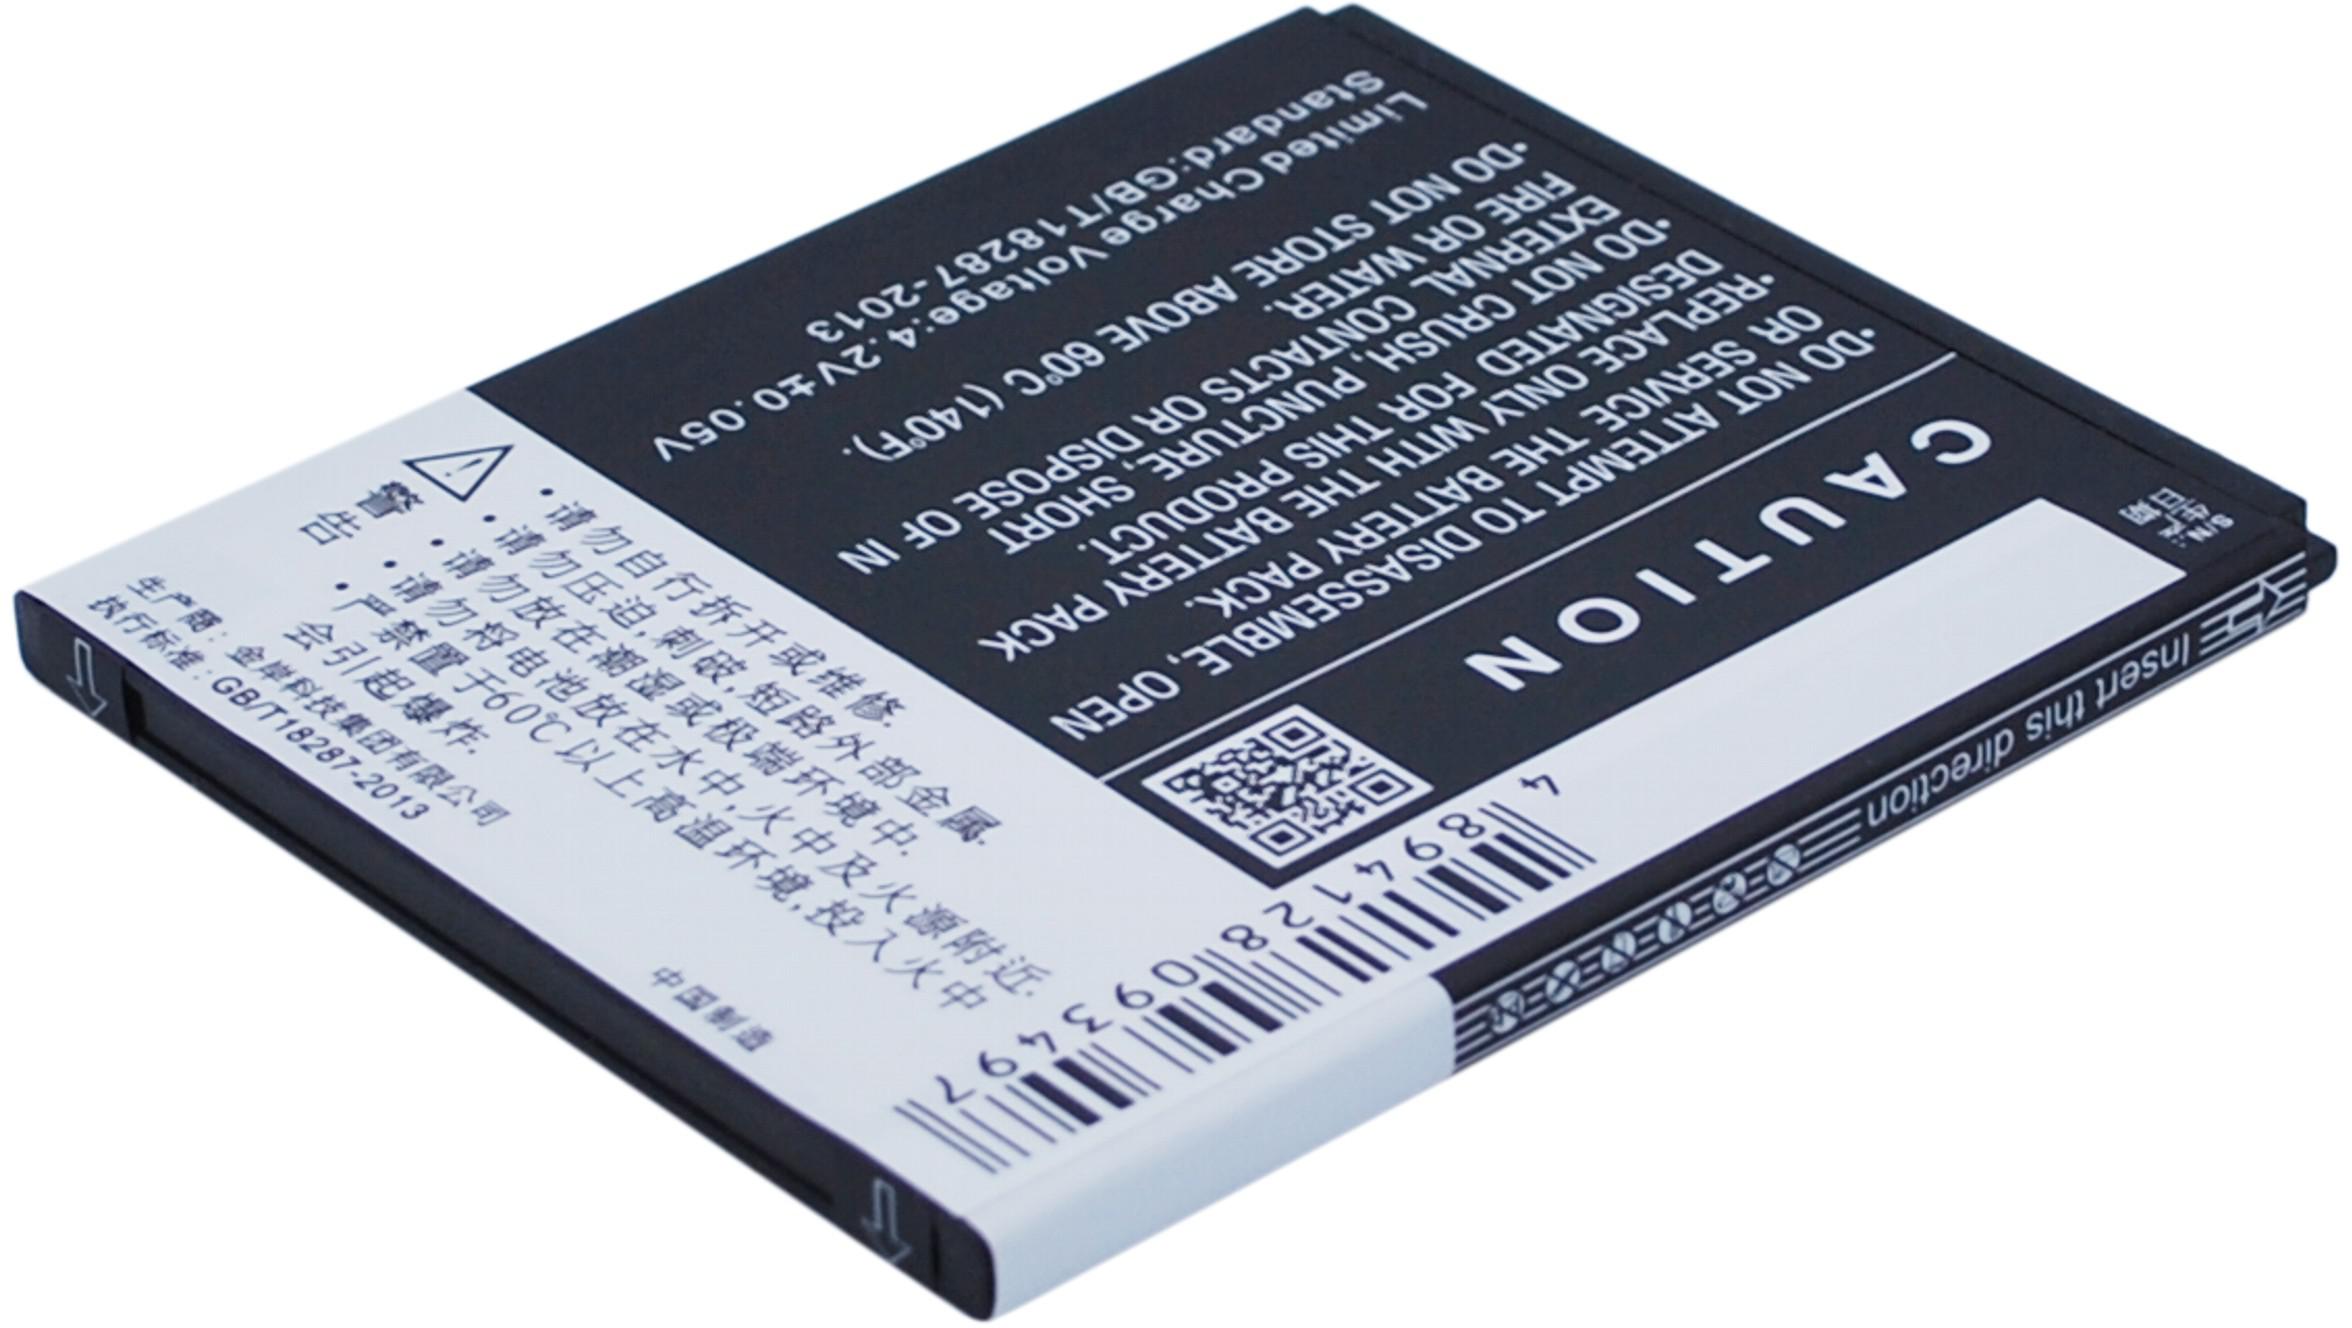 CAUTION
•DO NOT ATTEMPT TO DISASSEMBLE, OPEN
OR SERVICE THE BATTERY PACK.
•REPLACE ONLY WITH THE BATTERY PACK
DESIGNATED FOR THIS PRODUCT.
•DO NOT CRUSH, PUNCTURE, SHORT
EXTERNAL CONTACTS OR DISPOSE OF IN
FIRE OR WATER.
•DO NOT STORE ABOVE 60°C (140°F).
Limited Charge Voltage:4.2V±0.05V
Standard:GB/T18287-2013
S/N.:
生产
日期
Insert this direction
4 894128 093497
警告
•请勿自行拆开或维修.
•请勿压迫,刺破,短路外部金属.
•请勿放在潮湿或极端环境中.
•请勿将电池放在水中,火中及火源附近.
•严禁置于60℃以上高温环境,投入火中
会引起爆炸.
生产商:金岸科技集团有限公司
执行标准:GB/T18287-2013
中国制造